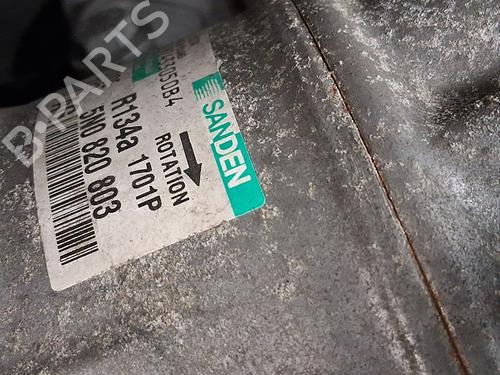 B-PARTS
SANDEN
ROTATION
R134a 1701P
5N0 820 803